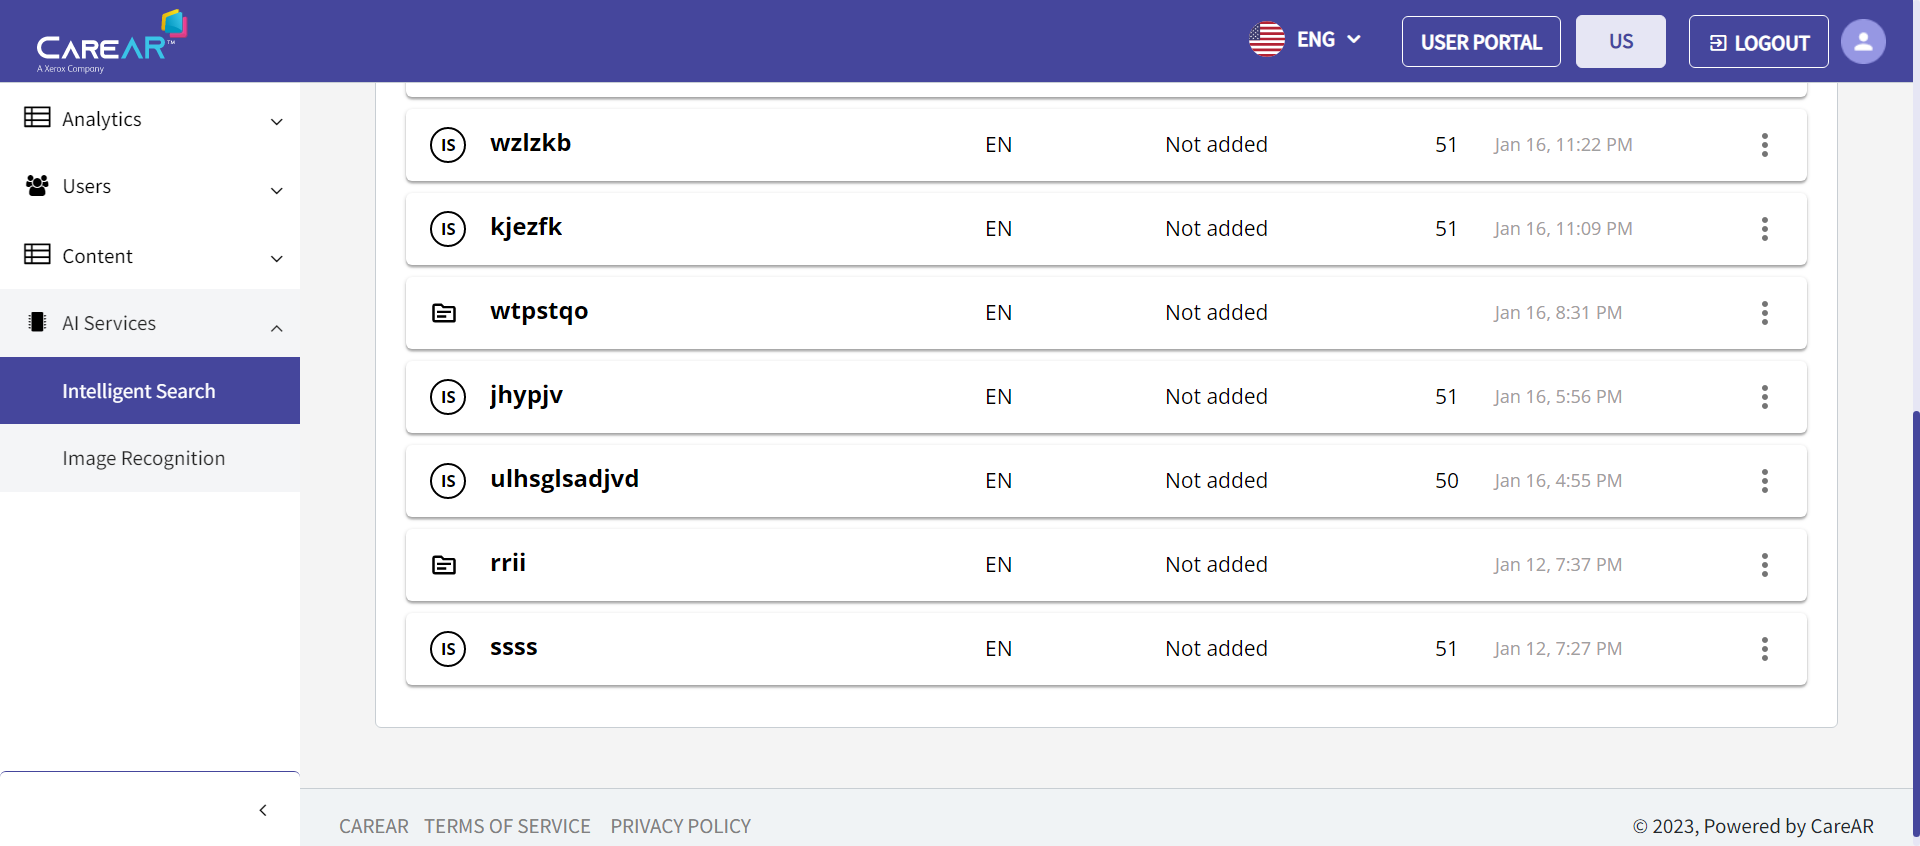 CAREAR™
A Xerox Company
ENG
USER PORTAL
US
LOGOUT
Analytics
Users
Content
AI Services
Intelligent Search
Image Recognition
IS wzlzkb EN Not added 51 Jan 16, 11:22 PM
IS kjezfk EN Not added 51 Jan 16, 11:09 PM
wtpstqo EN Not added Jan 16, 8:31 PM
IS jhypjv EN Not added 51 Jan 16, 5:56 PM
IS ulhsglsadjvd EN Not added 50 Jan 16, 4:55 PM
rrii EN Not added Jan 12, 7:37 PM
IS ssss EN Not added 51 Jan 12, 7:27 PM
CAREAR TERMS OF SERVICE PRIVACY POLICY
© 2023, Powered by CareAR